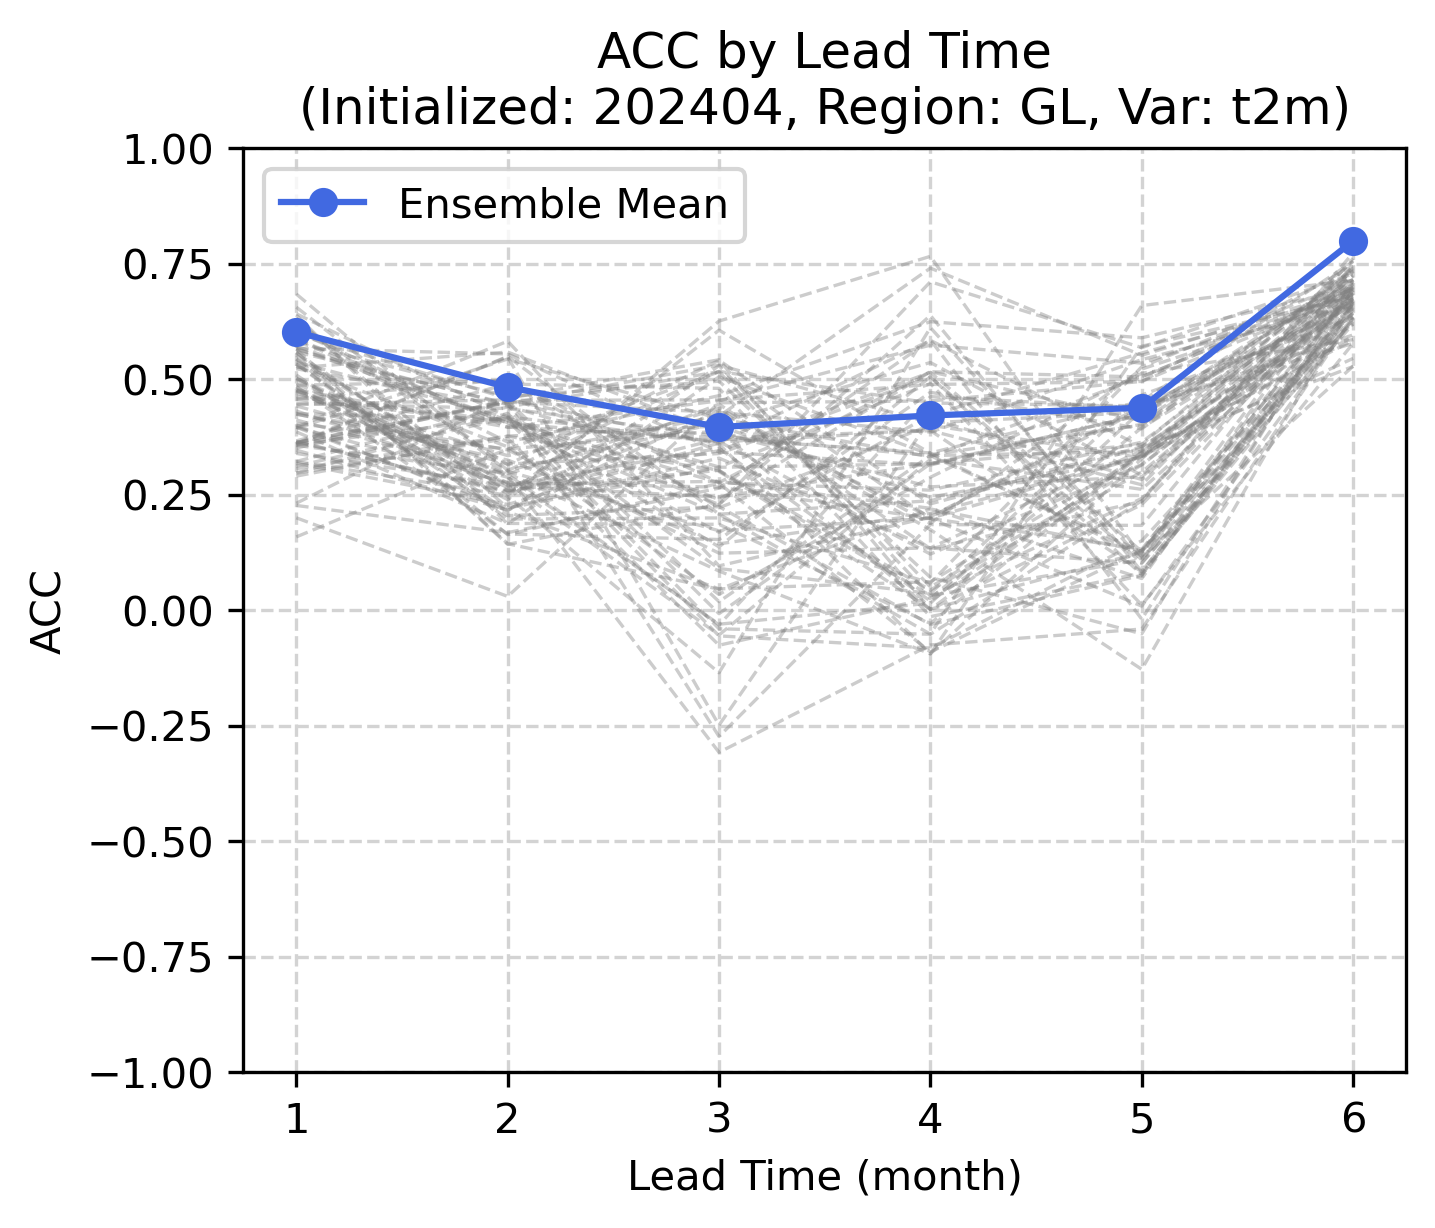 ACC by Lead Time
(Initialized: 202404, Region: GL, Var: t2m)
Ensemble Mean
1.00
0.75
0.50
0.25
0.00
−0.25
−0.50
−0.75
−1.00
ACC
1 2 3 4 5 6
Lead Time (month)